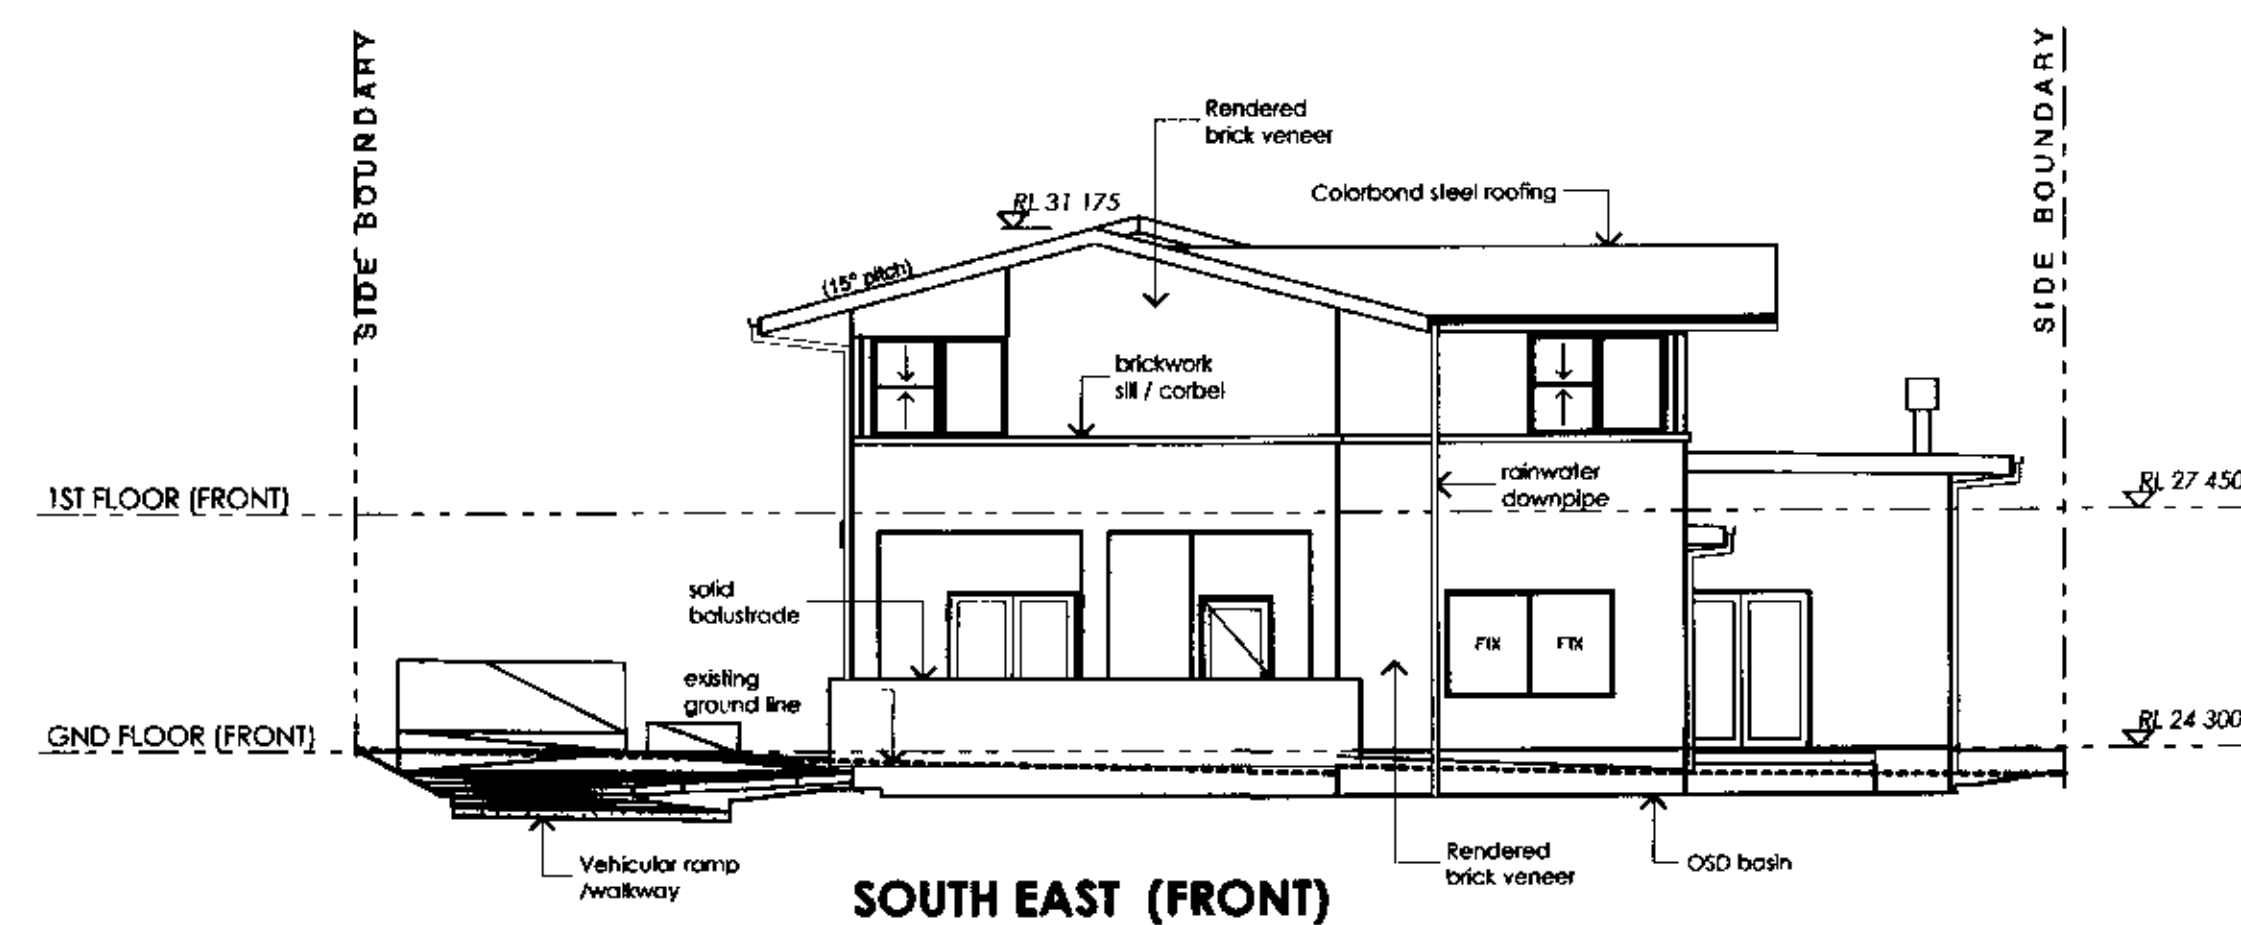 SIDE BOUNDARY
SIDE BOUNDARY
Rendered
brick veneer
Colorbond steel roofing
RL 31 175
(15° pitch)
brickwork
sill / corbel
rainwater
downpipe
1ST FLOOR (FRONT)
RL 27 450
solid
balustrade
FIX
FIX
existing
ground line
GND FLOOR (FRONT)
RL 24 300
Vehicular ramp
/walkway
Rendered
brick veneer
OSD basin
SOUTH EAST (FRONT)